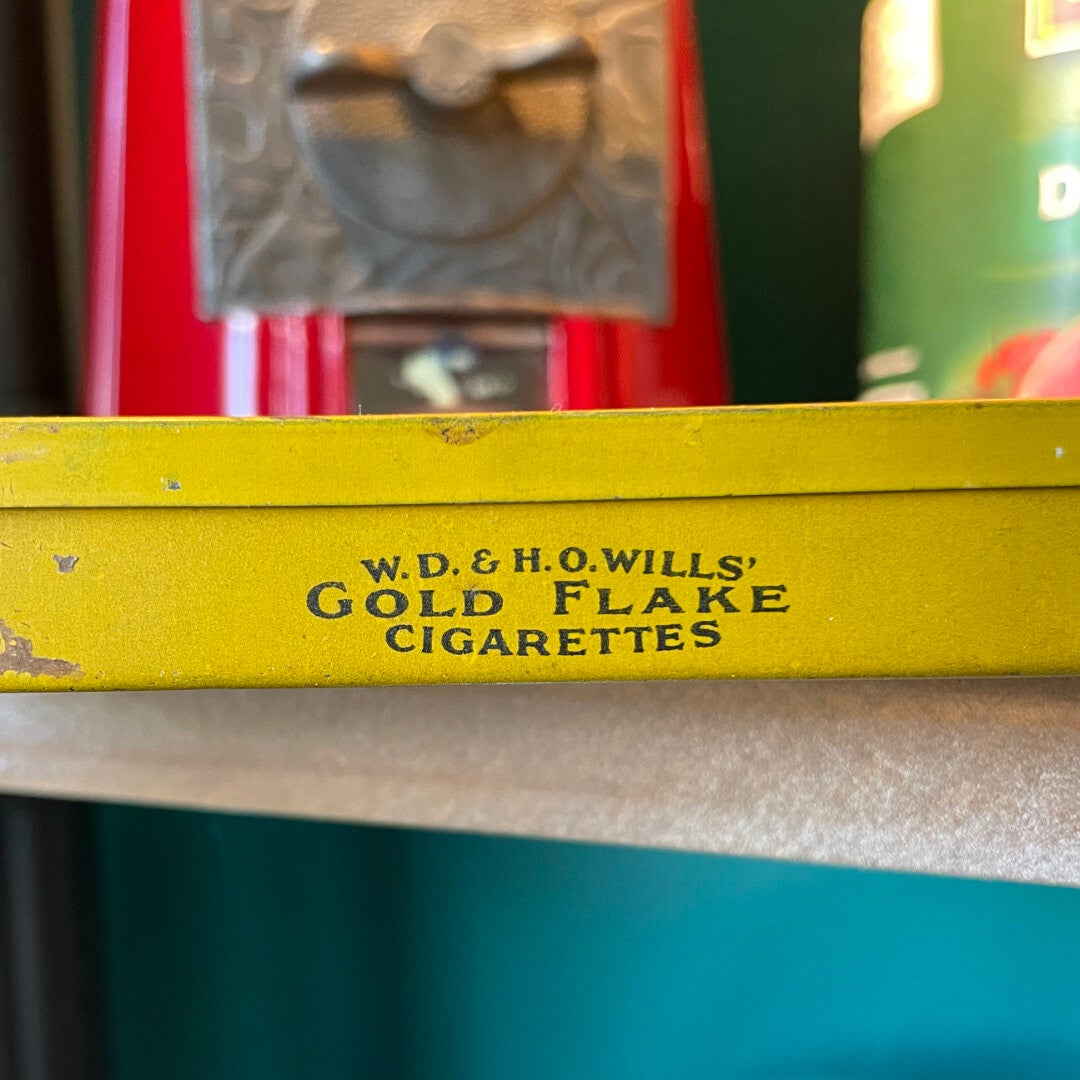 D
W. D. & H. O. WILLS'
GOLD FLAKE
CIGARETTES